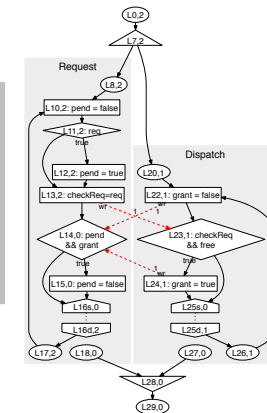 L0,2
L7,2
Request
L8,2
L10,2: pend = false
L11,2: req
true
L12,2: pend = true
Dispatch
L20,1
L13,2: checkReq=req
L22,1: grant = false
wr
1
1
wr
L14,0: pend
&& grant
L23,1: checkReq
&& free
true
true
1
wr
L15,0: pend = false
L24,1: grant = true
L16s,0
L25s,0
L16d,2
L25d,1
L17,2
L18,0
L27,0
L26,1
L28,0
L29,0